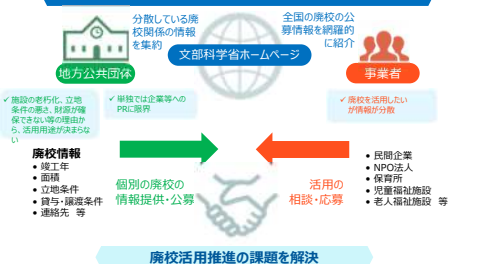 分散している廃
校関係の情報
を集約
全国の廃校の公
募情報を網羅的
に紹介
文部科学省ホームページ
地方公共団体
事業者
✓ 施設の老朽化、立地
条件の悪さ、財源が確
保できない等の理由か
ら、活用用途が決まらな
い
✓ 単独では企業等への
PRに限界
✓ 廃校を活用したい
が情報が分散
廃校情報
• 竣工年
• 面積
• 立地条件
• 貸与・譲渡条件
• 連絡先 等
個別の廃校の
情報提供・公募
活用の
相談・応募
• 民間企業
• NPO法人
• 保育所
• 児童福祉施設
• 老人福祉施設 等
廃校活用推進の課題を解決